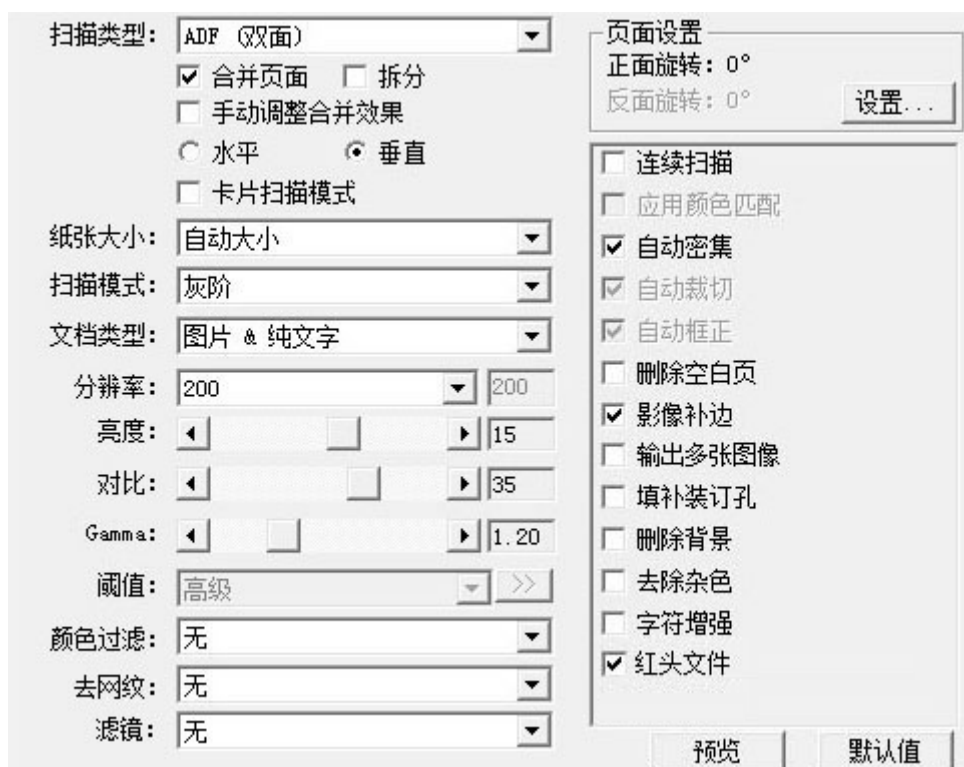 扫描类型: ADF (双面)
合并页面 拆分
手动调整合并效果
水平 垂直
卡片扫描模式
纸张大小: 自动大小
扫描模式: 灰阶
文档类型: 图片 & 纯文字
分辨率: 200 200
亮度: 15
对比: 35
Gamma: 1.20
阈值: 高级 >>
颜色过滤: 无
去网纹: 无
滤镜: 无
页面设置
正面旋转: 0°
反面旋转: 0° 设置...
连续扫描
应用颜色匹配
自动密集
自动裁切
自动框正
删除空白页
影像补边
输出多张图像
填补装订孔
删除背景
去除杂色
字符增强
红头文件
预览 默认值